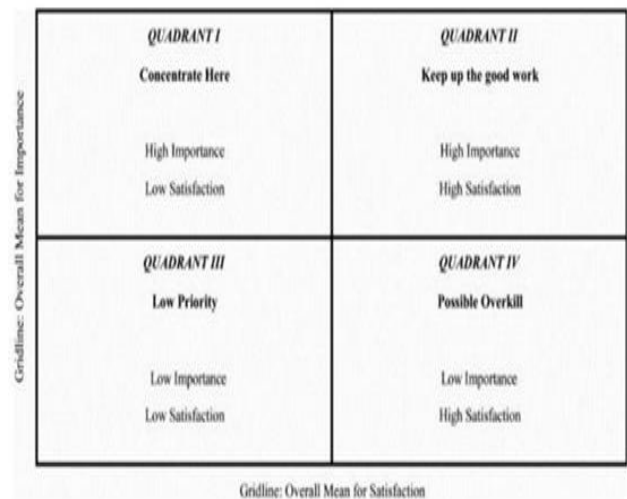 QUADRANT I
Concentrate Here
High Importance
Low Satisfaction
QUADRANT II
Keep up the good work
High Importance
High Satisfaction
QUADRANT III
Low Priority
Low Importance
Low Satisfaction
QUADRANT IV
Possible Overkill
Low Importance
High Satisfaction
Gridline: Overall Mean for Importance
Gridline: Overall Mean for Satisfaction